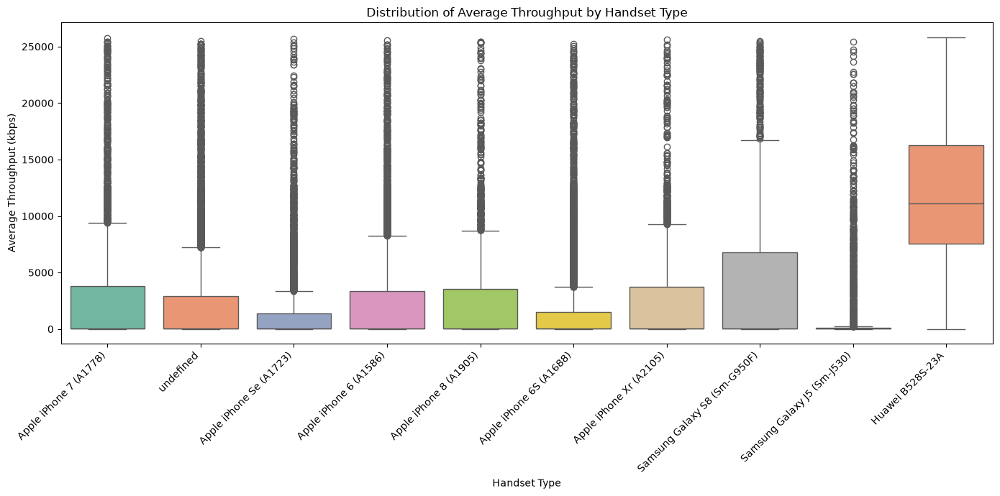 Distribution of Average Throughput by Handset Type
Average Throughput (kbps)
25000
20000
15000
10000
5000
0
Apple iPhone 7 (A1778)
undefined
Apple iPhone Se (A1723)
Apple iPhone 6 (A1586)
Apple iPhone 8 (A1905)
Apple iPhone 6S (A1688)
Apple iPhone Xr (A2105)
Samsung Galaxy S8 (Sm-G950F)
Samsung Galaxy J5 (Sm-J530)
Huawei B528S-23A
Handset Type